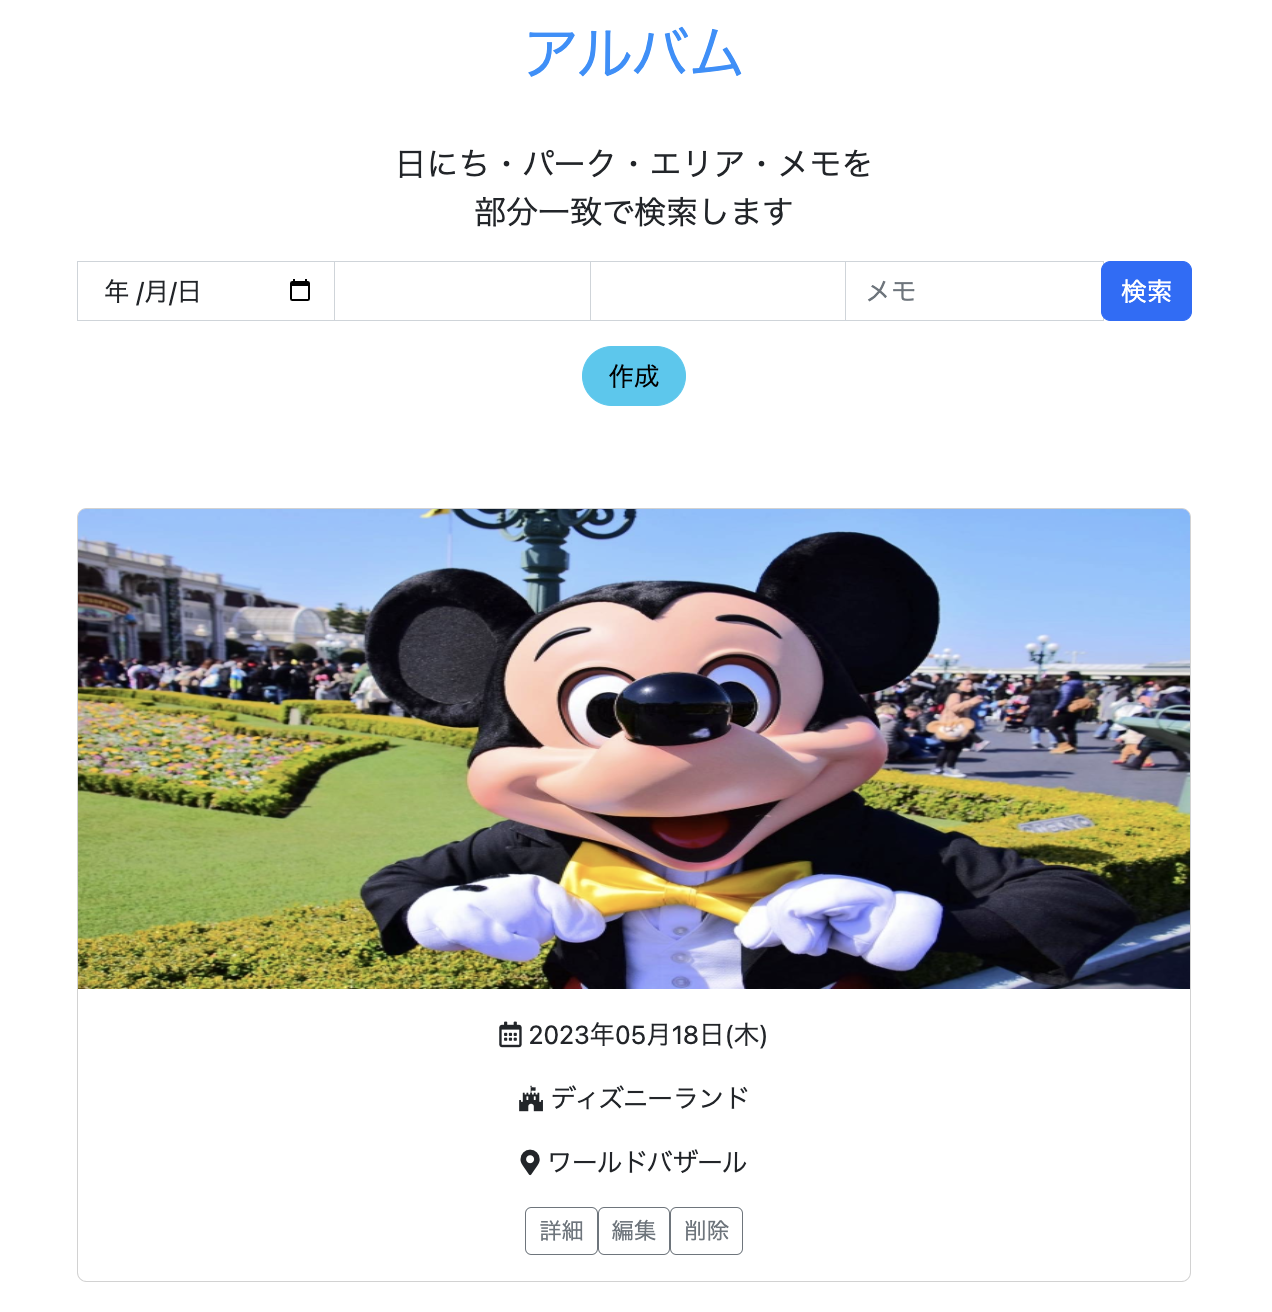 アルバム
日にち・パーク・エリア・メモを
部分一致で検索します
年 /月/日
メモ
検索
作成
2023年05月18日(木)
ディズニーランド
ワールドバザール
詳細
編集
削除